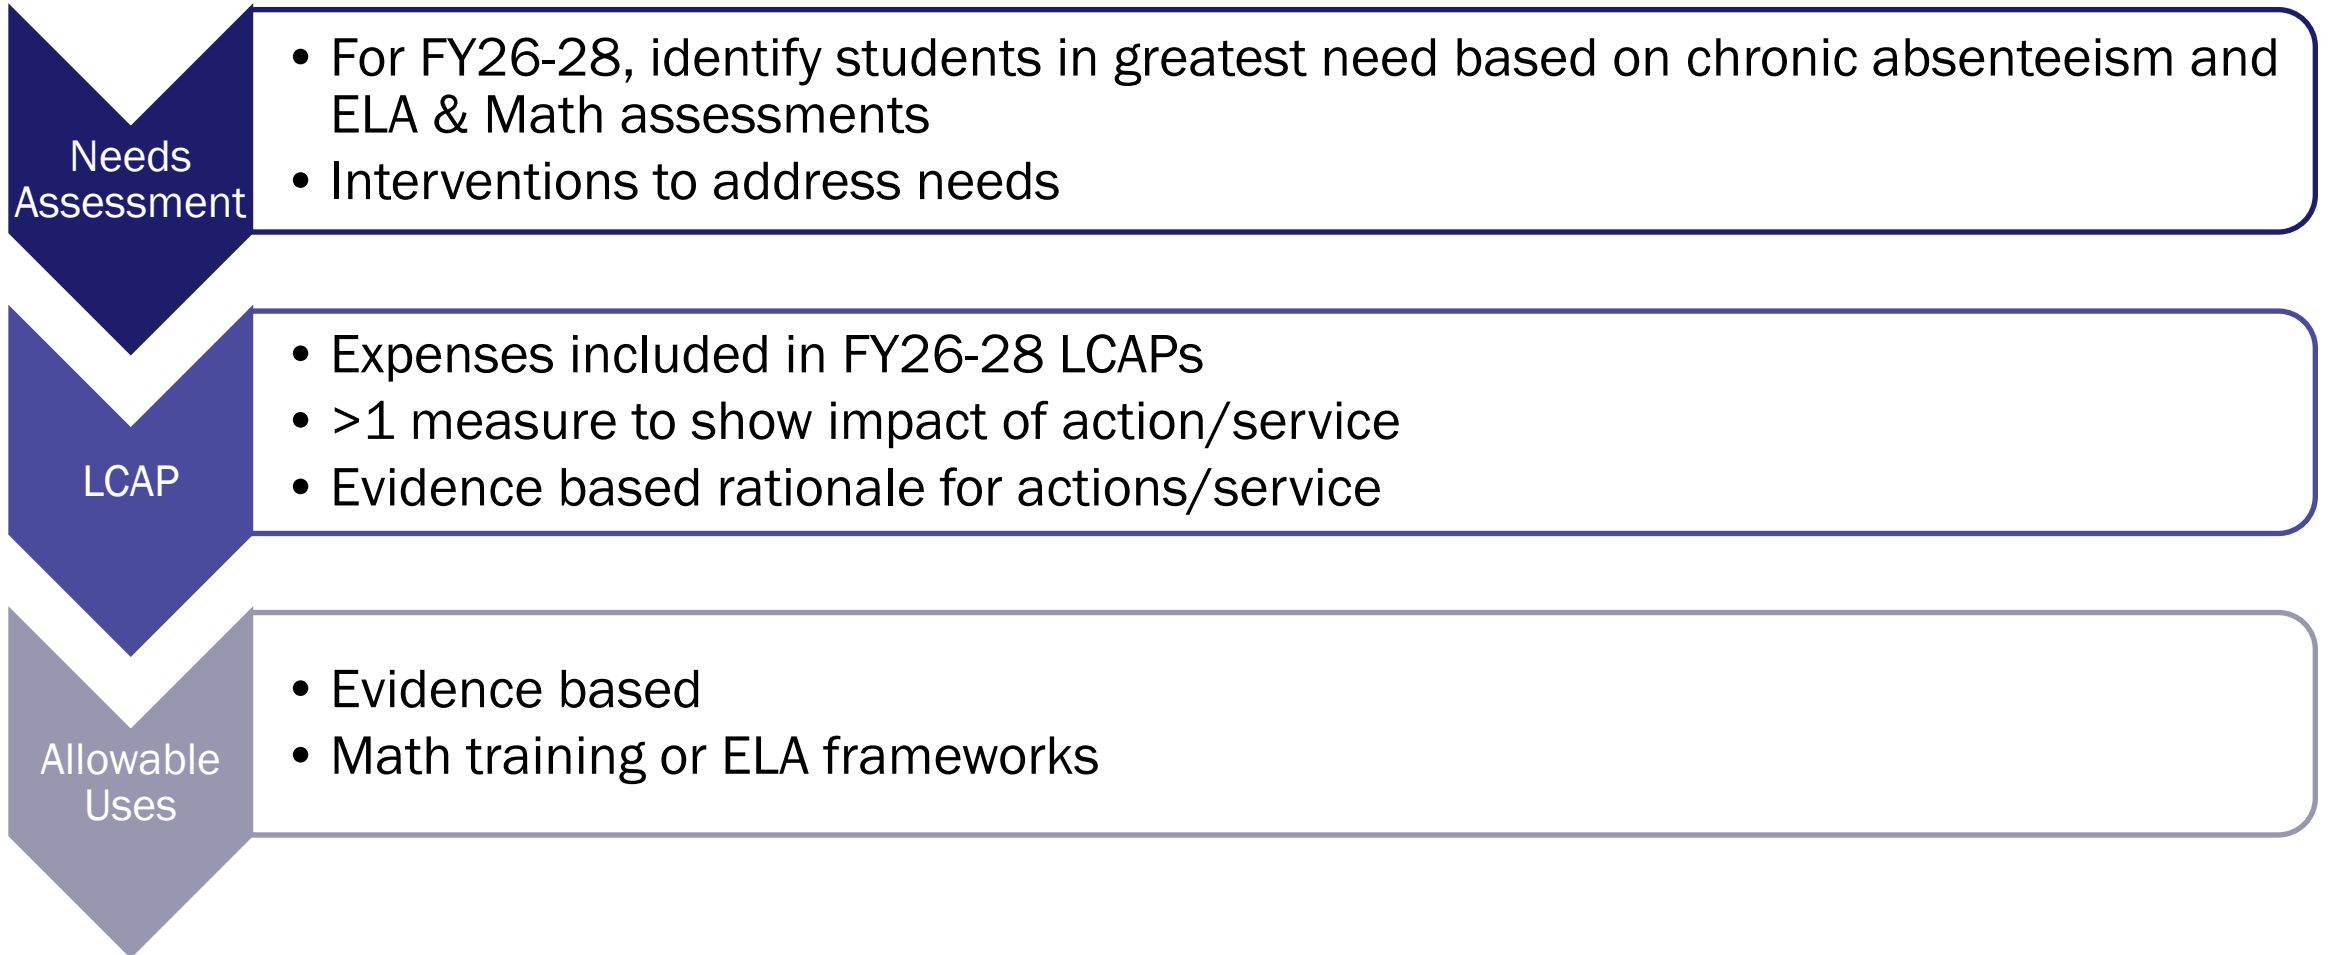 Needs
Assessment
• For FY26-28, identify students in greatest need based on chronic absenteeism and
ELA & Math assessments
• Interventions to address needs
LCAP
• Expenses included in FY26-28 LCAPs
• >1 measure to show impact of action/service
• Evidence based rationale for actions/service
Allowable
Uses
• Evidence based
• Math training or ELA frameworks